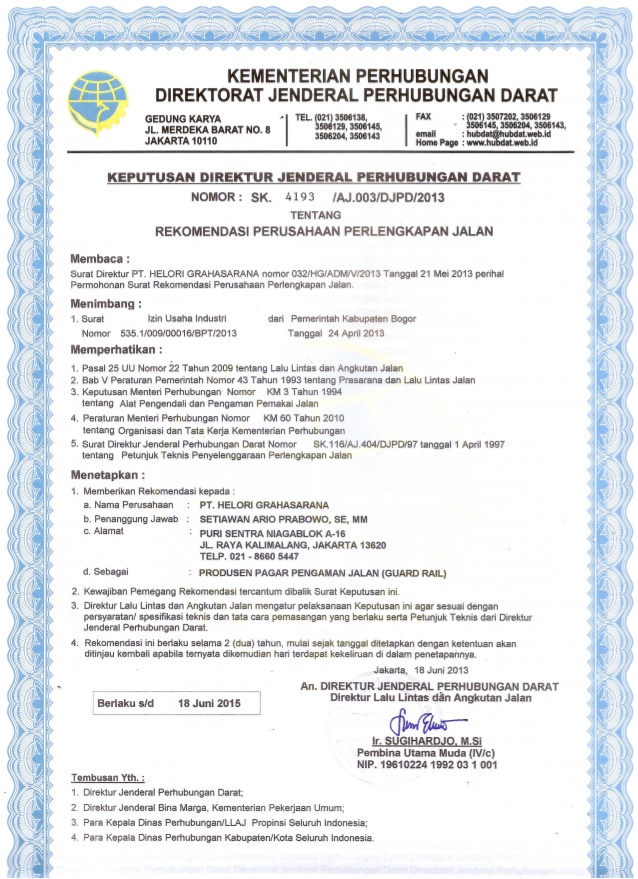 KEMENTERIAN PERHUBUNGAN
DIREKTORAT JENDERAL PERHUBUNGAN DARAT
GEDUNG KARYA
JL. MERDEKA BARAT NO. 8
JAKARTA 10110
TEL. (021) 3506138,
3506129, 3506145,
3506204, 3506143
FAX : (021) 3507202, 3506129
3506145, 3506204, 3506143,
email : hubdat@hubdat.web.id
Home Page : www.hubdat.web.id
KEPUTUSAN DIREKTUR JENDERAL PERHUBUNGAN DARAT
NOMOR : SK. 4193 /AJ.003/DJPD/2013
TENTANG
REKOMENDASI PERUSAHAAN PERLENGKAPAN JALAN
Membaca :
Surat Direktur PT. HELORI GRAHASARANA nomor 032/HG/ADM/V/2013 Tanggal 21 Mei 2013 perihal
Permohonan Surat Rekomendasi Perusahaan Perlengkapan Jalan.
Menimbang :
1. Surat Izin Usaha Industri dari Pemerintah Kabupaten Bogor
Nomor 535.1/009/00016/BPT/2013 Tanggal 24 April 2013
Memperhatikan :
1. Pasal 25 UU Nomor 22 Tahun 2009 tentang Lalu Lintas dan Angkutan Jalan
2. Bab V Peraturan Pemerintah Nomor 43 Tahun 1993 tentang Prasarana dan Lalu Lintas Jalan
3. Keputusan Menteri Perhubungan Nomor KM 3 Tahun 1994
tentang Alat Pengendali dan Pengaman Pemakai Jalan
4. Peraturan Menteri Perhubungan Nomor KM 60 Tahun 2010
tentang Organisasi dan Tata Kerja Kementerian Perhubungan
5. Surat Direktur Jenderal Perhubungan Darat Nomor SK.116/AJ.404/DJPD/97 tanggal 1 April 1997
tentang Petunjuk Teknis Penyelenggaraan Perlengkapan Jalan
Menetapkan :
1. Memberikan Rekomendasi kepada :
a. Nama Perusahaan : PT. HELORI GRAHASARANA
b. Penanggung Jawab : SETIAWAN ARIO PRABOWO, SE, MM
c. Alamat : PURI SENTRA NIAGABLOK A-16
JL. RAYA KALIMALANG, JAKARTA 13620
TELP. 021 - 8660 5447
d. Sebagai : PRODUSEN PAGAR PENGAMAN JALAN (GUARD RAIL)
2. Kewajiban Pemegang Rekomendasi tercantum dibalik Surat Keputusan ini.
3. Direktur Lalu Lintas dan Angkutan Jalan mengatur pelaksanaan Keputusan ini agar sesuai dengan
persyaratan/ spesifikasi teknis dan tata cara pemasangan yang berlaku serta Petunjuk Teknis dari Direktur
Jenderal Perhubungan Darat.
4. Rekomendasi ini berlaku selama 2 (dua) tahun, mulai sejak tanggal ditetapkan dengan ketentuan akan
ditinjau kembali apabila ternyata dikemudian hari terdapat kekeliruan di dalam penetapannya.
Jakarta, 18 Juni 2013
An. DIREKTUR JENDERAL PERHUBUNGAN DARAT
Direktur Lalu Lintas dan Angkutan Jalan
Berlaku s/d 18 Juni 2015
Ir. SUGIHARDJO, M.Si
Pembina Utama Muda (IV/c)
NIP. 19610224 1992 03 1 001
Tembusan Yth. :
1. Direktur Jenderal Perhubungan Darat;
2. Direktur Jenderal Bina Marga, Kementerian Pekerjaan Umum;
3. Para Kepala Dinas Perhubungan/LLAJ Propinsi Seluruh Indonesia;
4. Para Kepala Dinas Perhubungan Kabupaten/Kota Seluruh Indonesia.